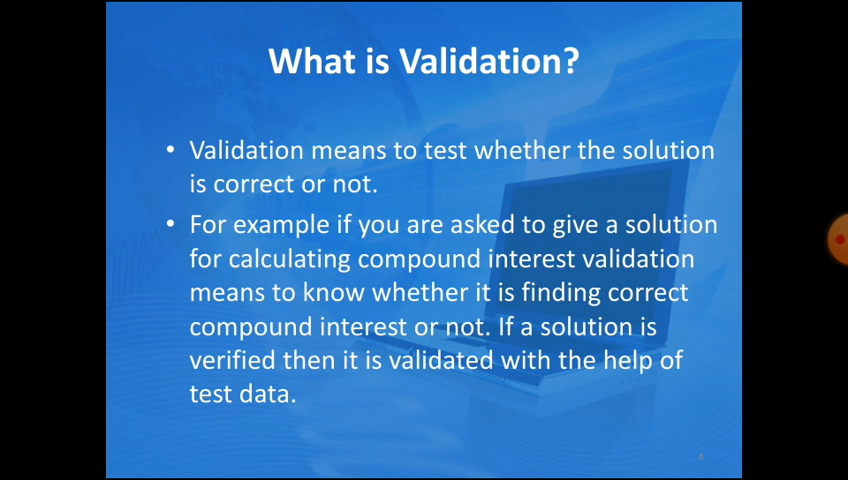 What is Validation?
• Validation means to test whether the solution
is correct or not.
• For example if you are asked to give a solution
for calculating compound interest validation
means to know whether it is finding correct
compound interest or not. If a solution is
verified then it is validated with the help of
test data.
4